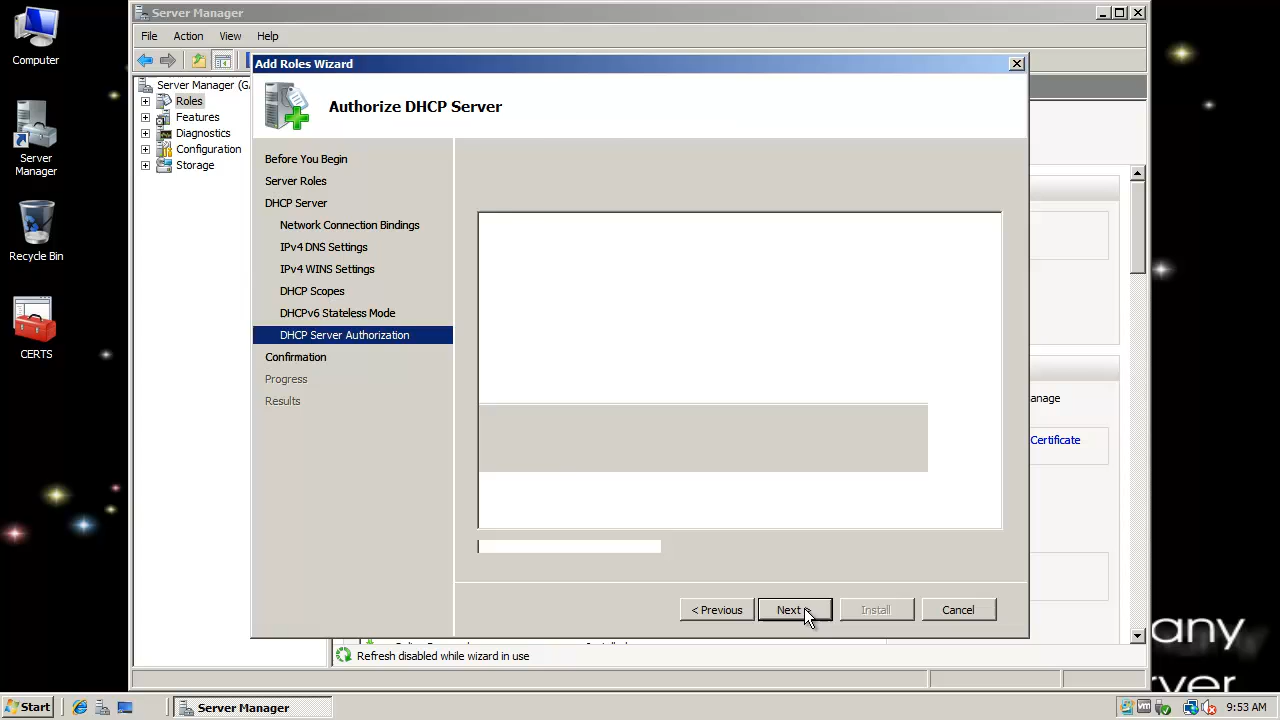 Computer
Server
Manager
Recycle Bin
CERTS
Server Manager
File Action View Help
Server Manager (G
Roles
Features
Diagnostics
Configuration
Storage
Add Roles Wizard
Authorize DHCP Server
Before You Begin
Server Roles
DHCP Server
Network Connection Bindings
IPv4 DNS Settings
IPv4 WINS Settings
DHCP Scopes
DHCPv6 Stateless Mode
DHCP Server Authorization
Confirmation
Progress
Results
anage
Certificate
< Previous
Next
Install
Cancel
Refresh disabled while wizard in use
any
erver
Start
Server Manager
9:53 AM